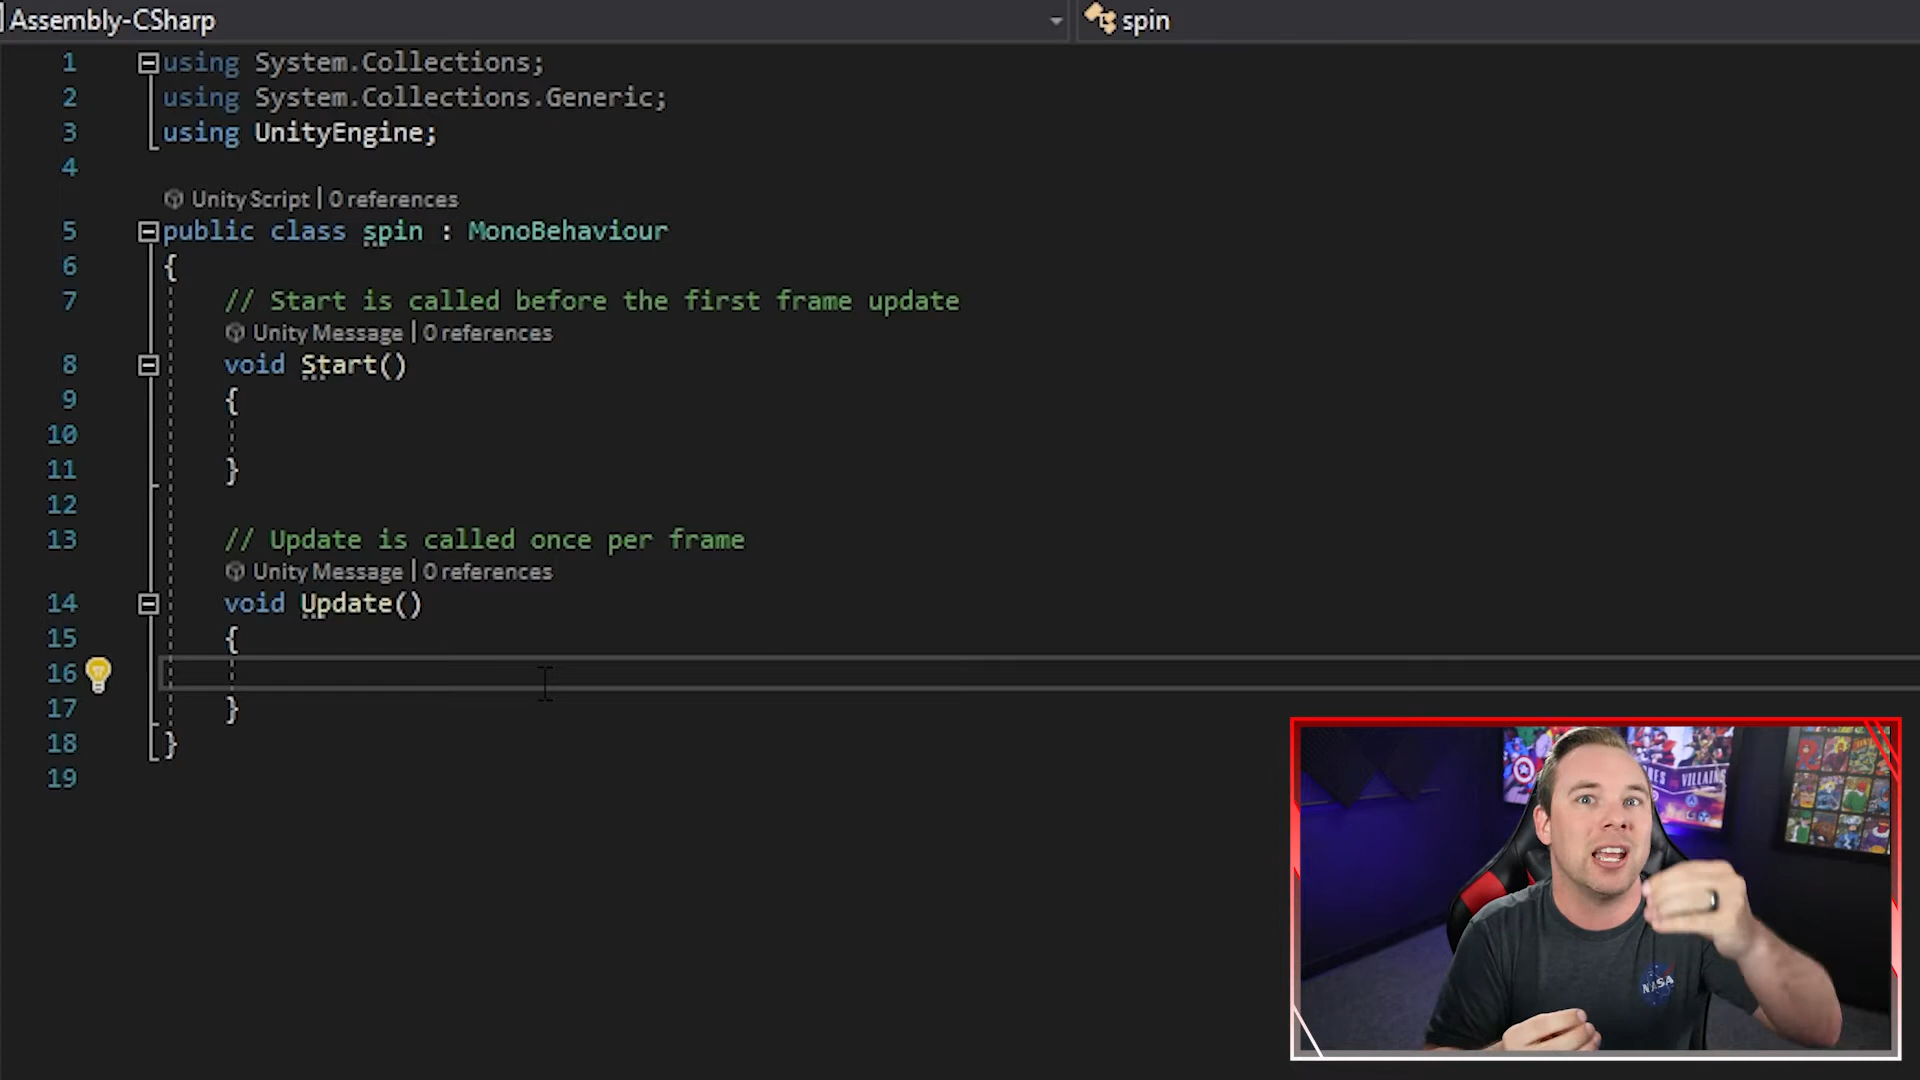 Assembly-CSharp
spin
1 using System.Collections;
2 using System.Collections.Generic;
3 using UnityEngine;
4
Unity Script | 0 references
5 public class spin : MonoBehaviour
6 {
7 // Start is called before the first frame update
Unity Message | 0 references
8 void Start()
9 {
10
11 }
12
13 // Update is called once per frame
Unity Message | 0 references
14 void Update()
15 {
16
17 }
18 }
19
VILLAINS
NASA